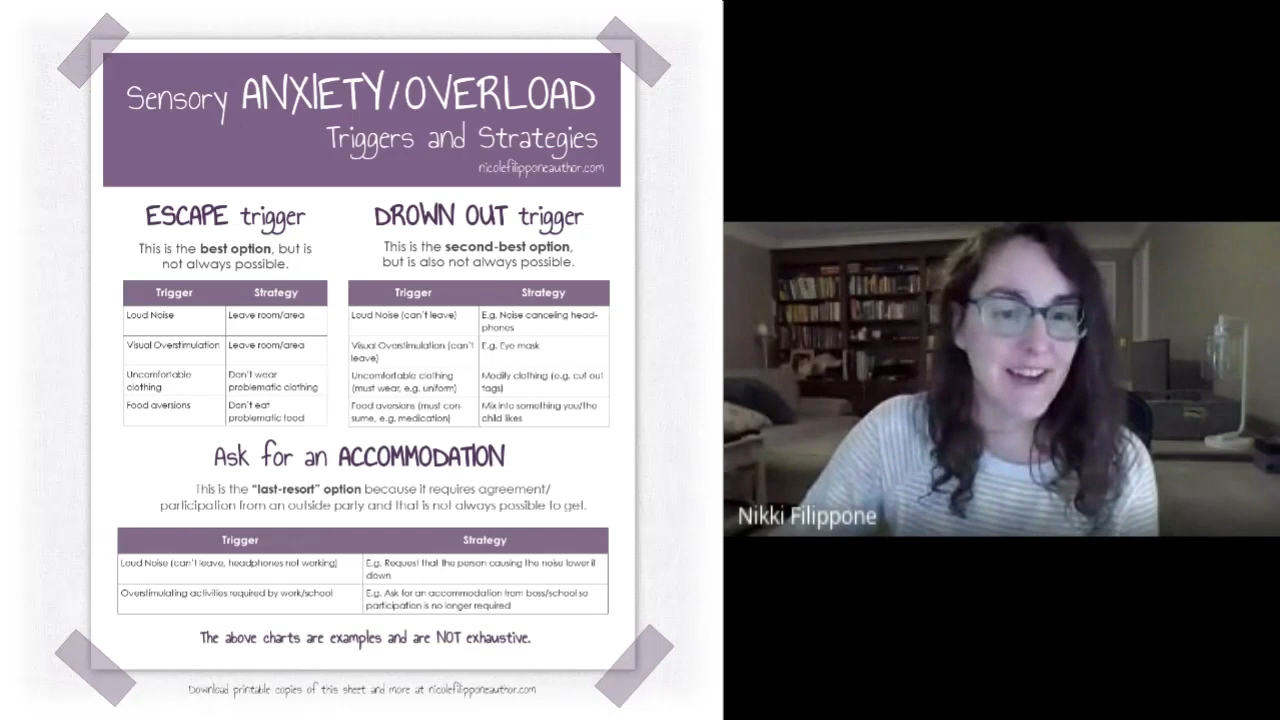 Sensory ANXIETY/OVERLOAD
Triggers and Strategies
nicolefilipponeauthor.com
ESCAPE trigger
This is the best option, but is
not always possible.
Trigger Strategy
Loud Noise Leave room/area
Visual Overstimulation Leave room/area
Uncomfortable Don't wear
clothing problematic clothing
Food aversions Don't eat
problematic food
DROWN OUT trigger
This is the second-best option,
but is also not always possible.
Trigger Strategy
Loud Noise (can't leave) E.g. Noise canceling head-
phones
Visual Overstimulation (can't E.g. Eye mask
leave)
Uncomfortable clothing Modify clothing (e.g. cut out
(must wear, e.g. uniform) tags)
Food aversions (must con- Mix into something you/the
sume, e.g. medication) child likes
Ask for an ACCOMMODATION
This is the "last-resort" option because it requires agreement/
participation from an outside party and that is not always possible to get.
Trigger Strategy
Loud Noise (can't leave, headphones not working) E.g. Request that the person causing the noise lower it
down
Overstimulating activities required by work/school E.g. Ask for an accommodation from boss/school so
participation is no longer required
The above charts are examples and are NOT exhaustive.
Download printable copies of this sheet and more at nicolefilipponeauthor.com
Nikki Filippone